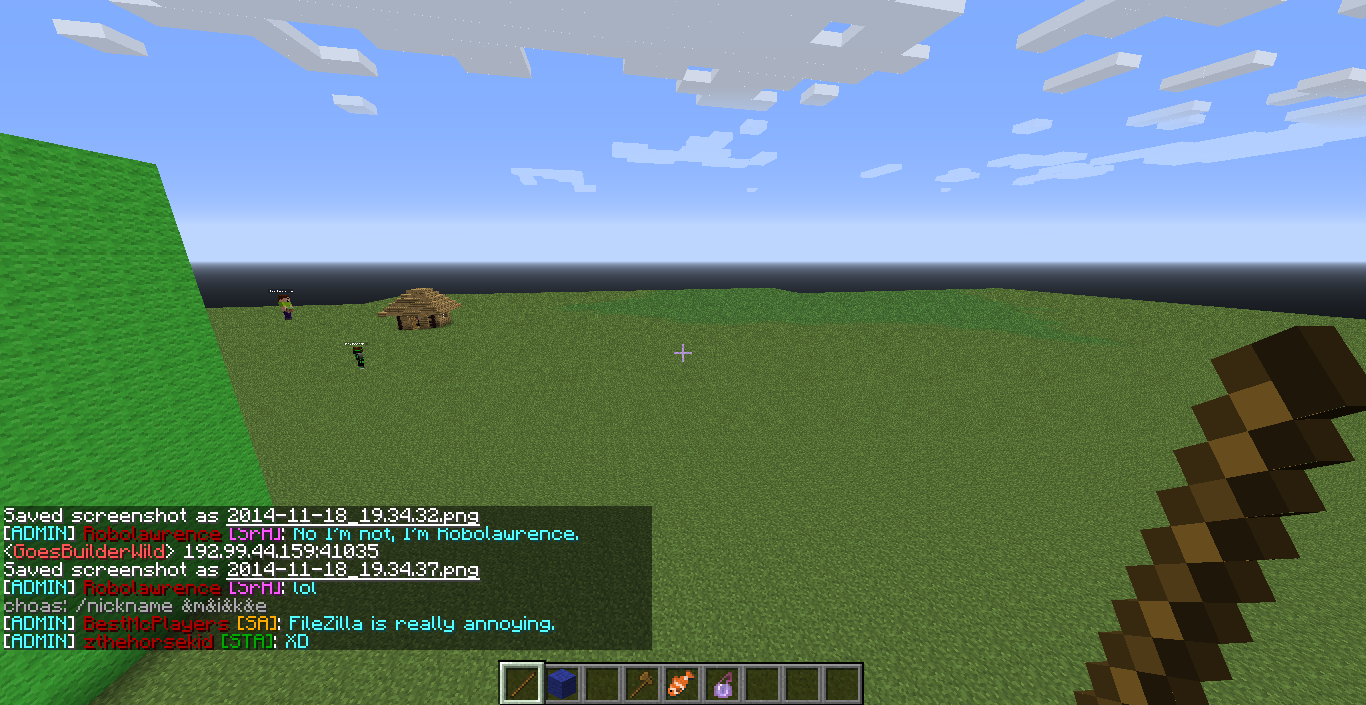 Saved screenshot as 2014-11-18_19.34.32.png
[ADMIN] Robolawrence [SrA]: No I'm not, I'm Robolawrence.
<GoesBuilderWild> 192.99.44.159:41035
Saved screenshot as 2014-11-18_19.34.37.png
[ADMIN] Robolawrence [SrA]: lol
choas: /nickname &m&i&k&e
[ADMIN] BestMcPlayers [SA]: FileZilla is really annoying.
[ADMIN] zthehorsekid [STA]: XD